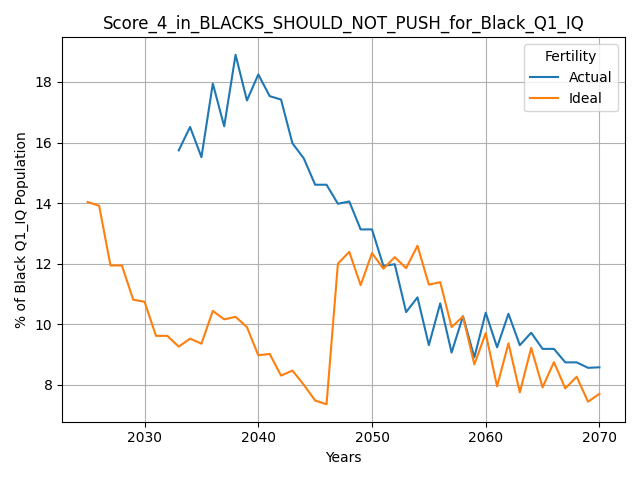 Score_4_in_BLACKS_SHOULD_NOT_PUSH_for_Black_Q1_IQ
Fertility
Actual
Ideal
% of Black Q1_IQ Population
18
16
14
12
10
8
2030 2040 2050 2060 2070
Years